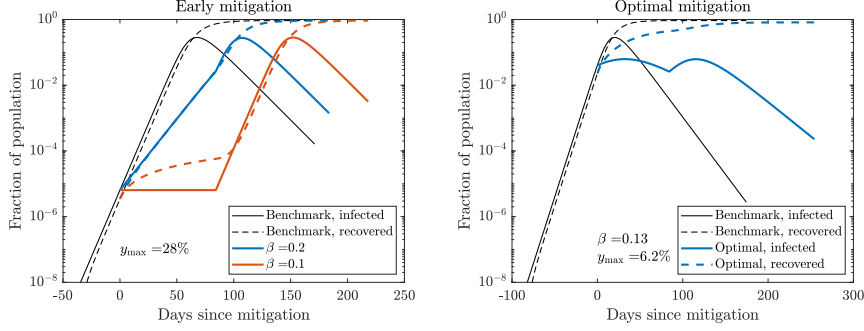 Early mitigation
10^0
10^-2
10^-4
10^-6
10^-8
Fraction of population
-50 0 50 100 150 200 250
Days since mitigation
y_max =28%
Benchmark, infected
Benchmark, recovered
β =0.2
β =0.1
Optimal mitigation
10^0
10^-2
10^-4
10^-6
10^-8
Fraction of population
-100 0 100 200 300
Days since mitigation
β =0.13
y_max =6.2%
Benchmark, infected
Benchmark, recovered
Optimal, infected
Optimal, recovered